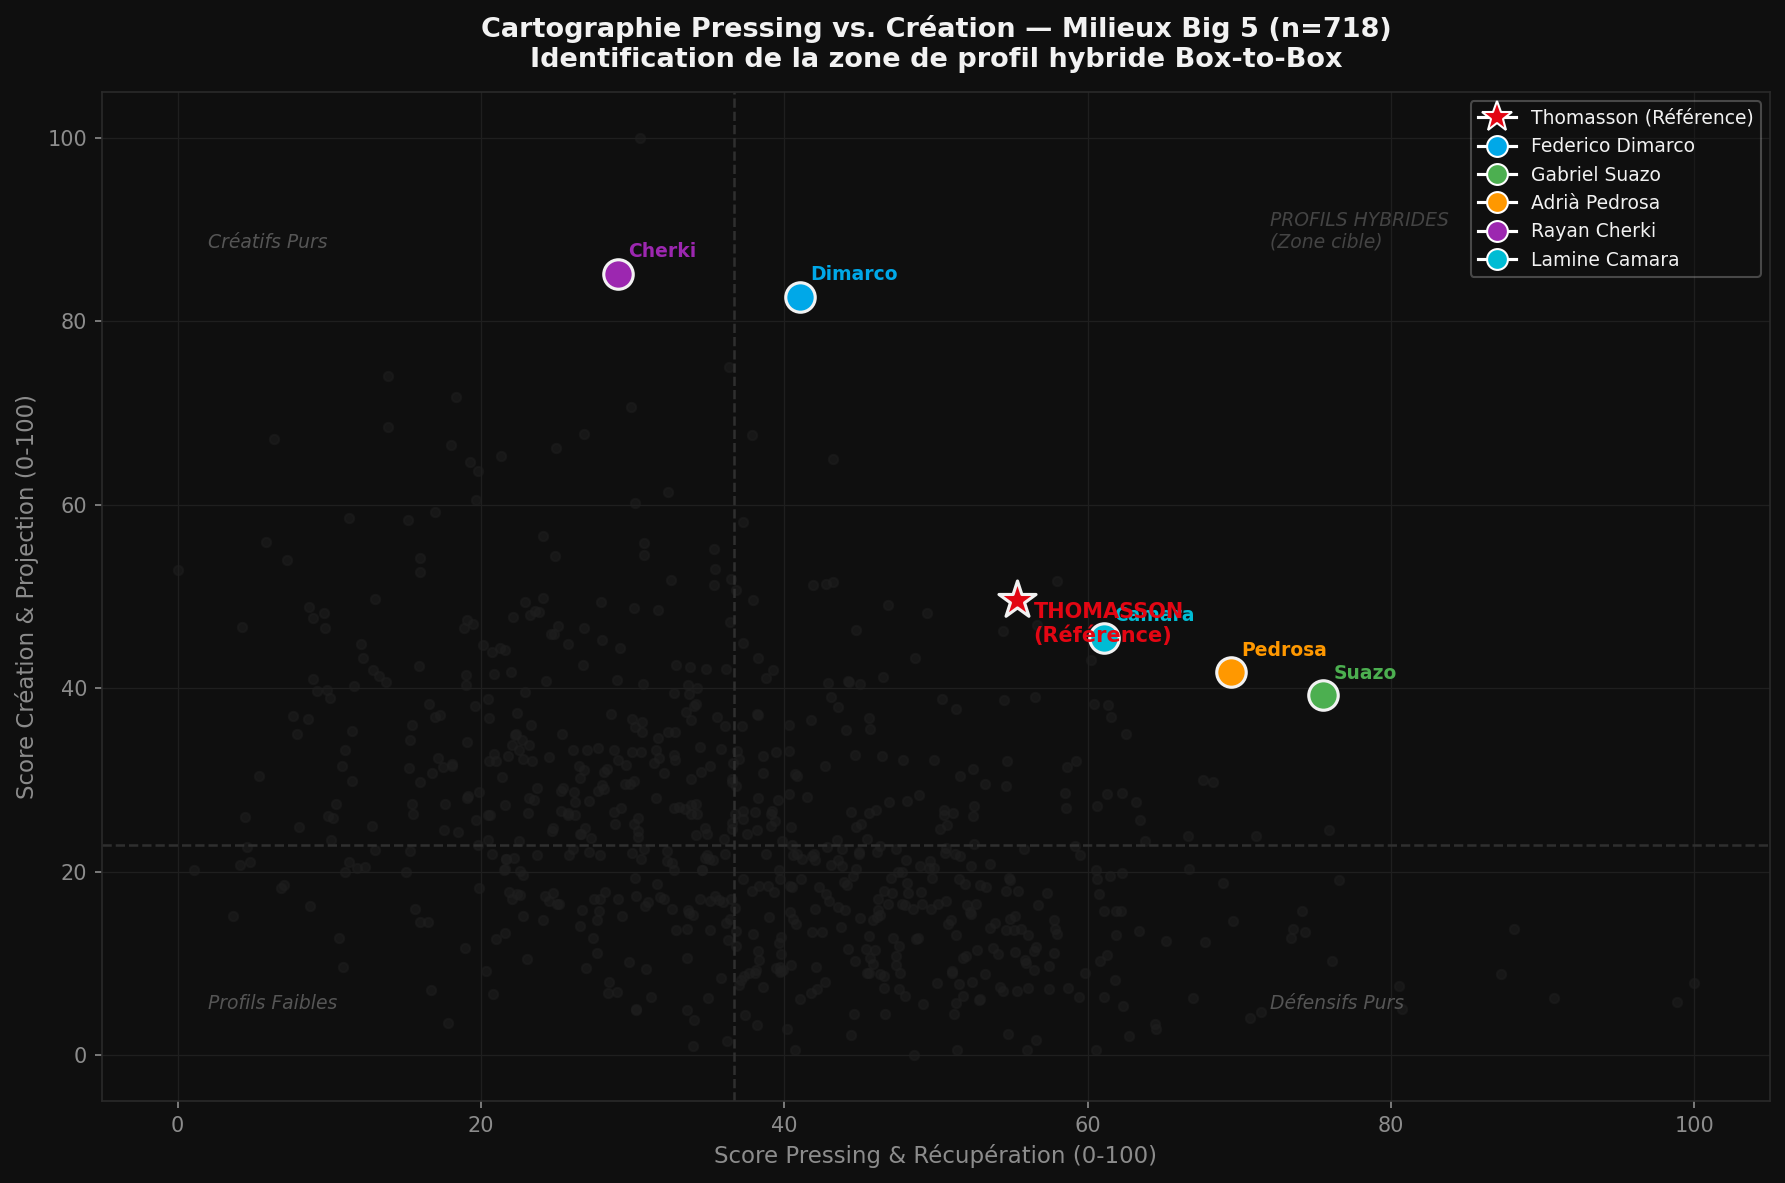 Cartographie Pressing vs. Création — Milieux Big 5 (n=718)
Identification de la zone de profil hybride Box-to-Box
Thomasson (Référence)
Federico Dimarco
Gabriel Suazo
Adrià Pedrosa
Rayan Cherki
Lamine Camara
Créatifs Purs
PROFILS HYBRIDES
(Zone cible)
Cherki
Dimarco
THOMASSON
(Référence)
Camara
Pedrosa
Suazo
Profils Faibles
Défensifs Purs
100
80
60
40
20
0
Score Création & Projection (0-100)
0
20
40
60
80
100
Score Pressing & Récupération (0-100)